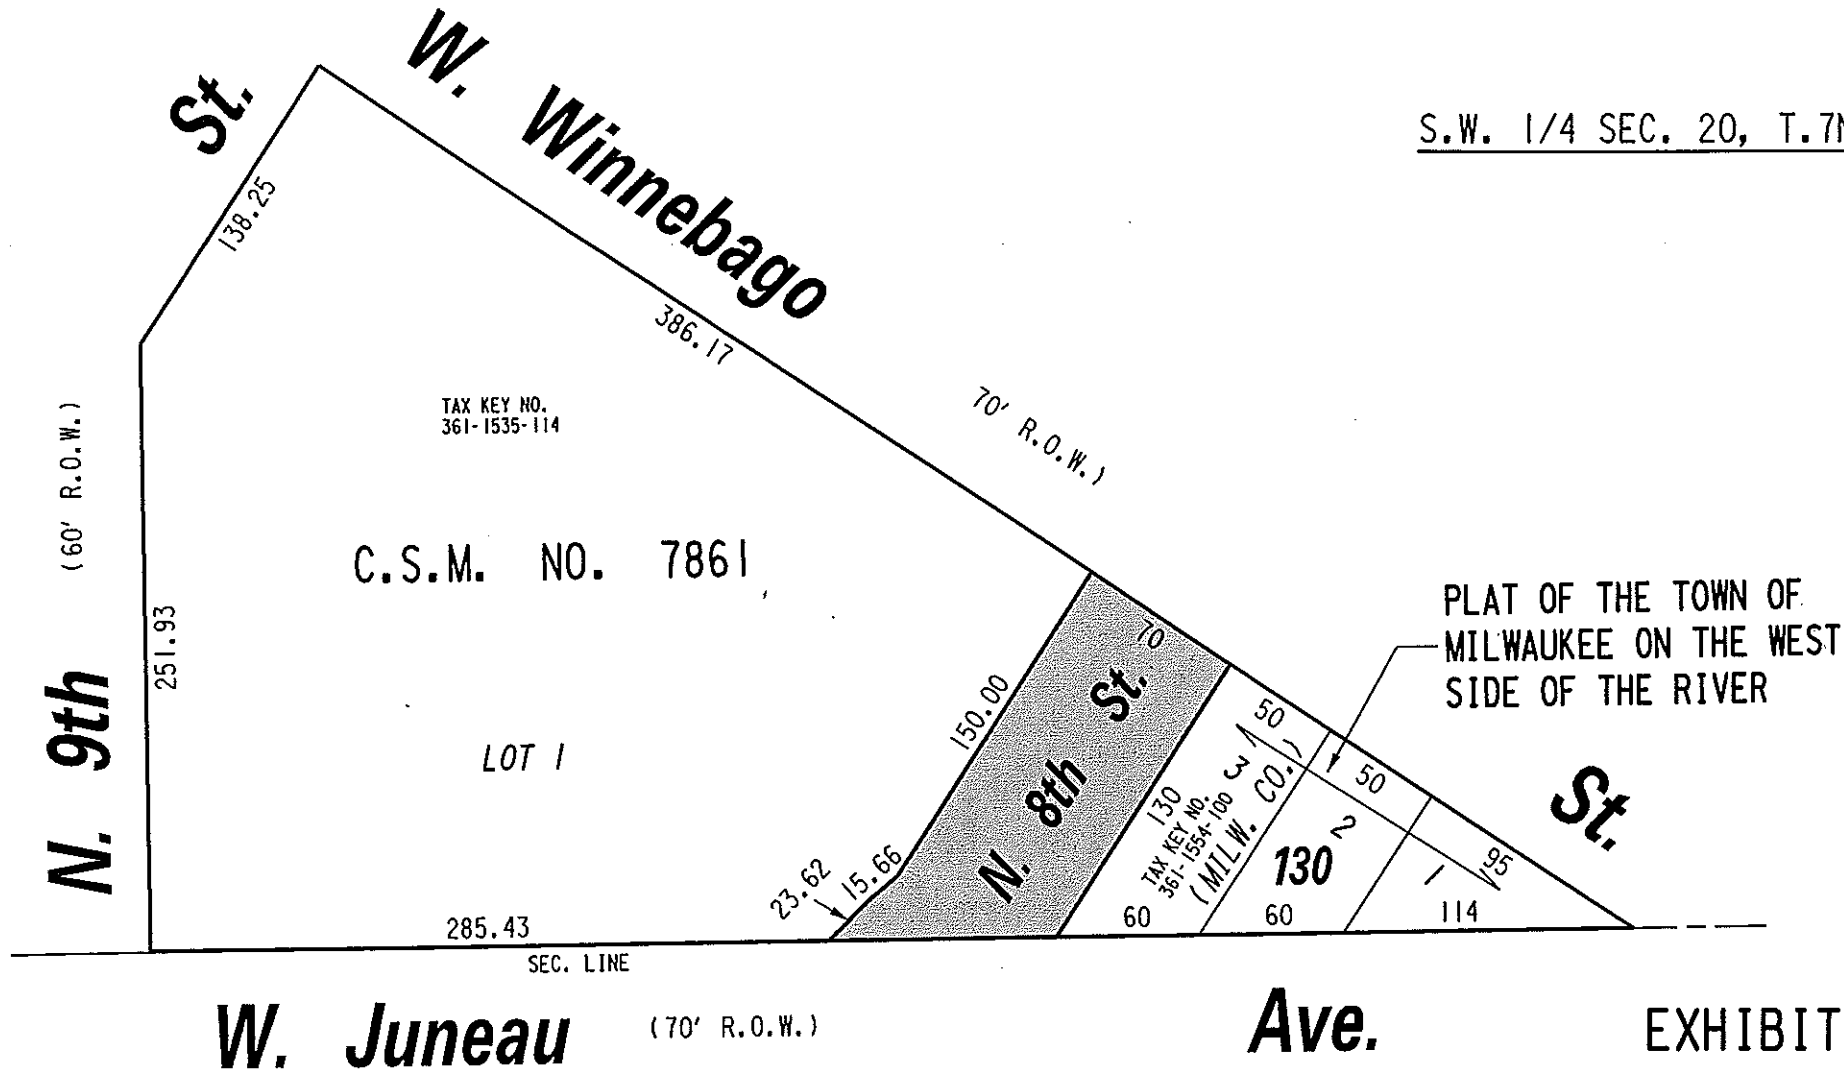 W. Winnebago St.
St.
S.W. 1/4 SEC. 20, T.7N
138.25
386.17
70' R.O.W.)
TAX KEY NO.
361-1535-114
(60' R.O.W.)
C.S.M. NO. 7861
PLAT OF THE TOWN OF
MILWAUKEE ON THE WEST
SIDE OF THE RIVER
N. 9th
251.93
LOT 1
150.00
70
N. 8th St.
50
50
95
130
TAX KEY NO.
361-1554-100
(MILW. CO.)
3
2
1
130
23.62
15.66
60
60
114
285.43
SEC. LINE
W. Juneau Ave.
(70' R.O.W.)
EXHIBIT